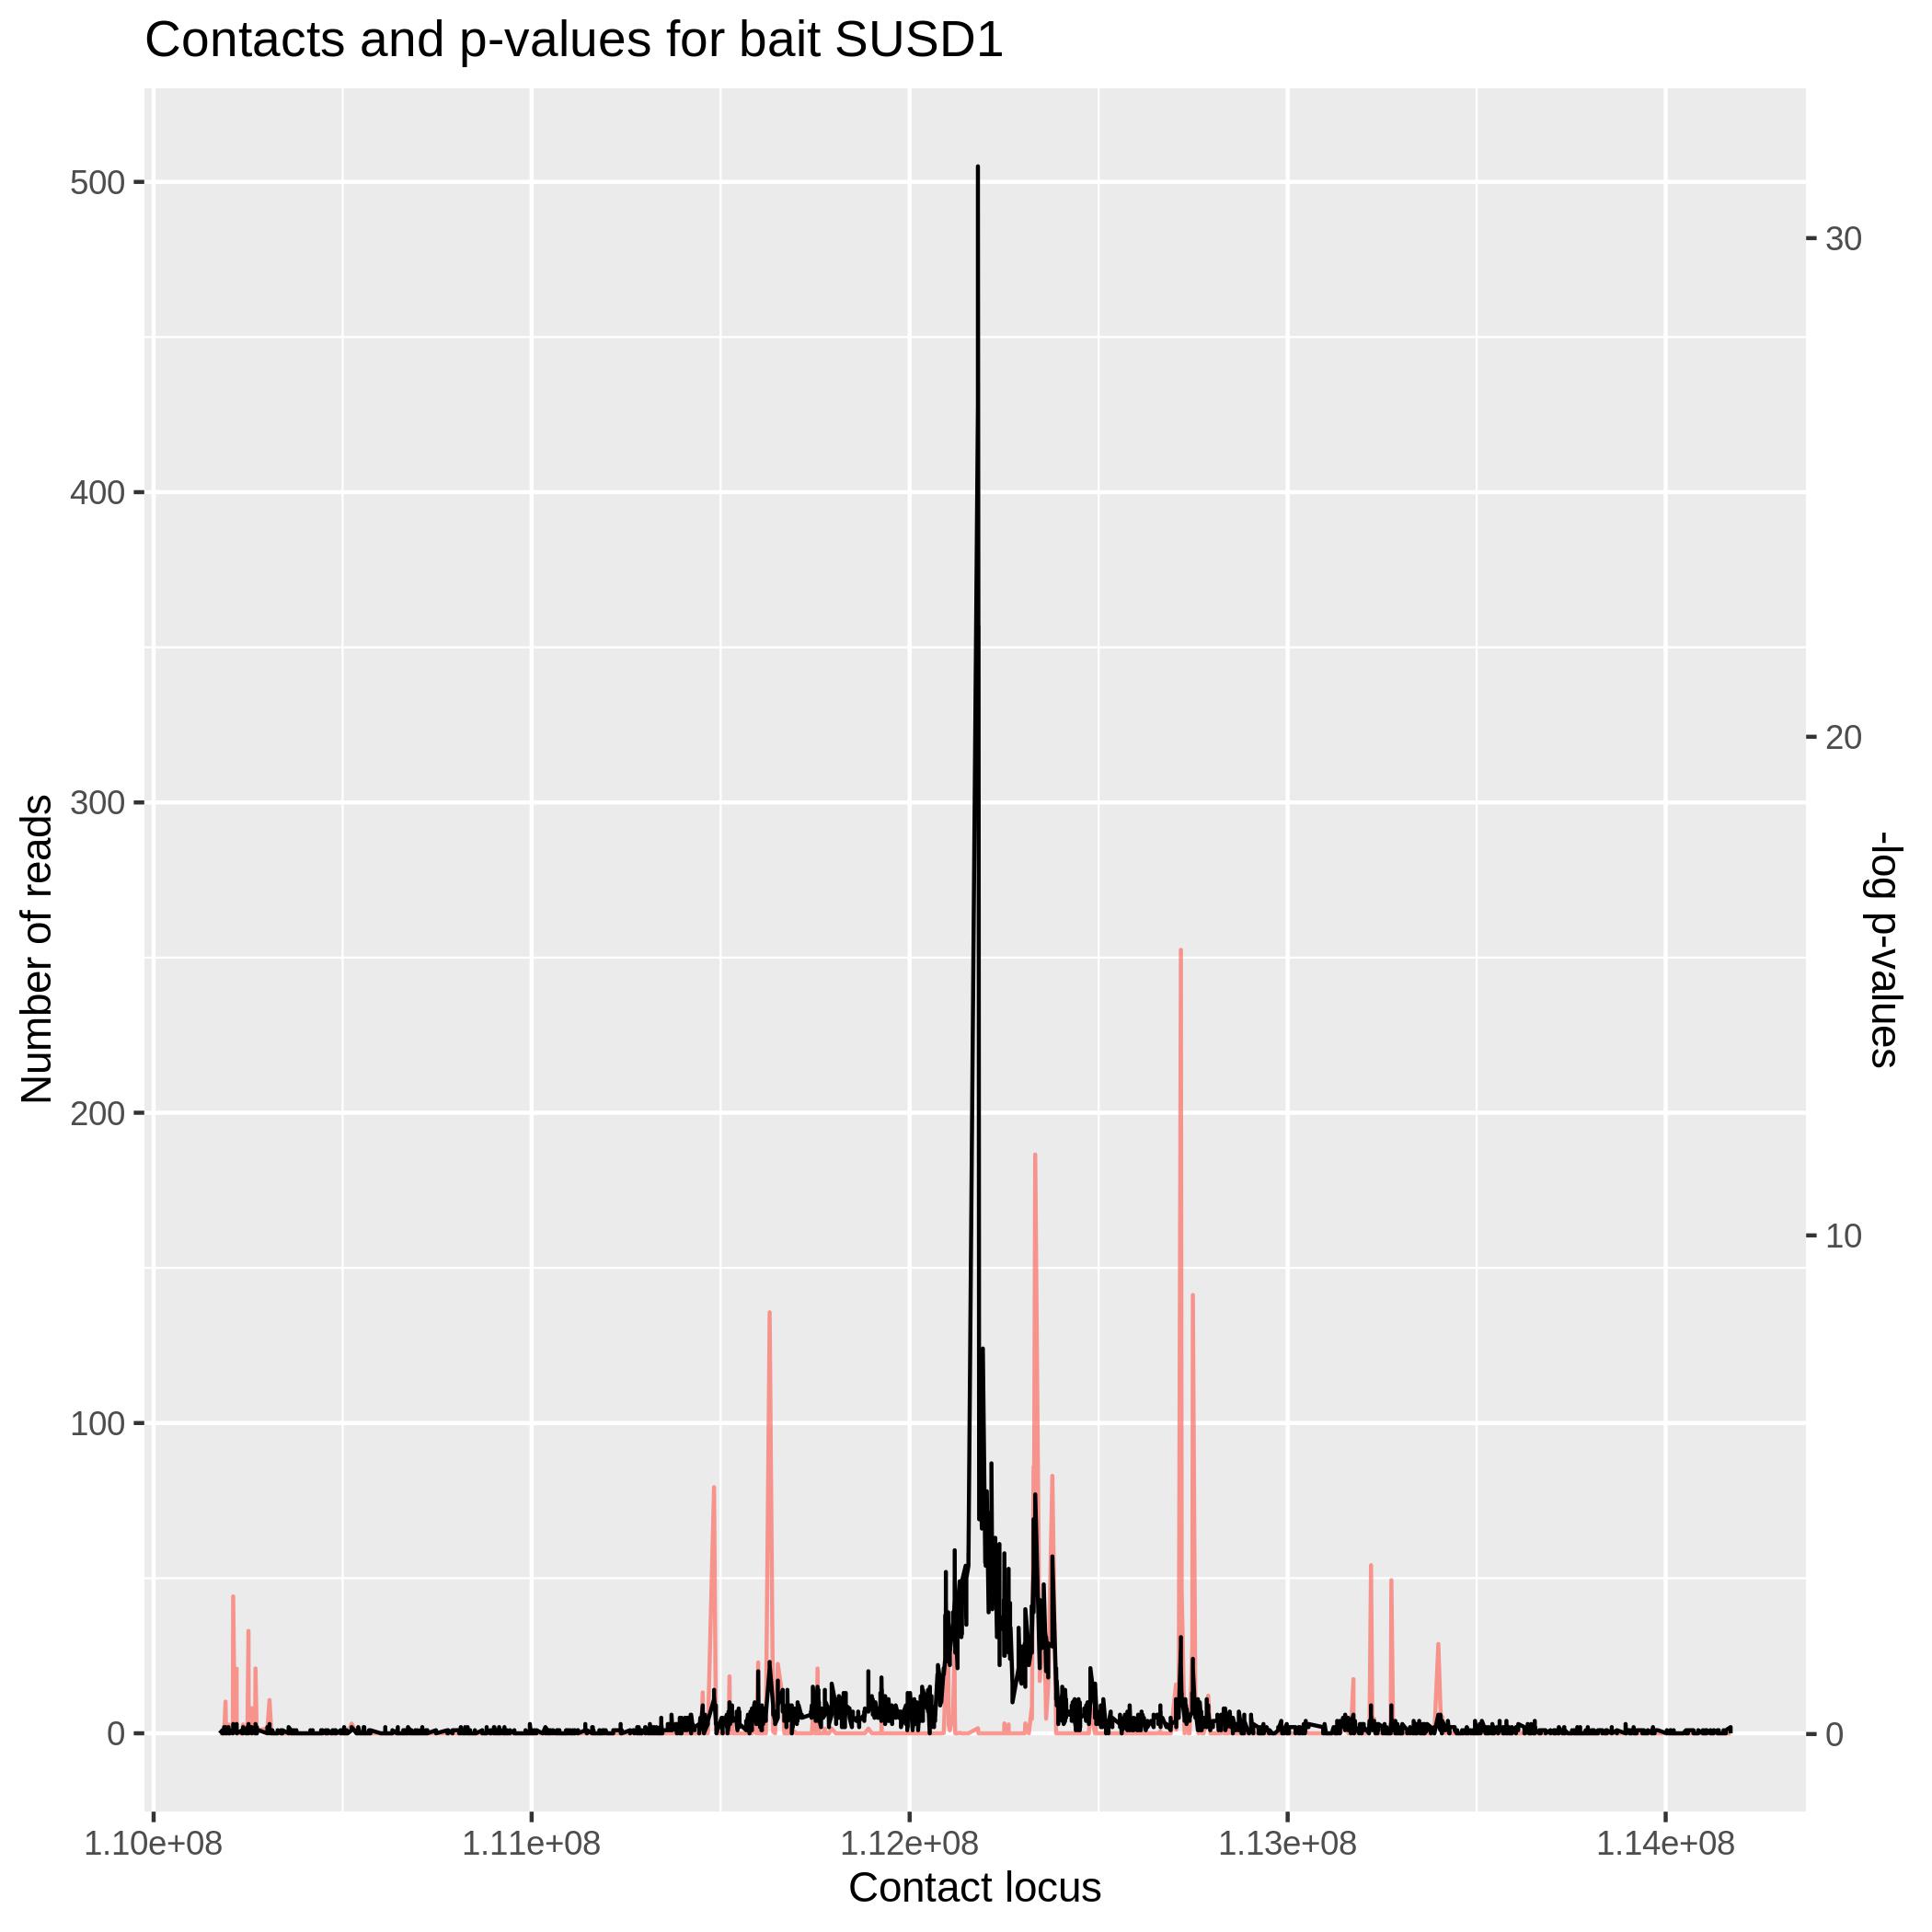 Contacts and p-values for bait SUSD1
500
400
300
200
100
0
Number of reads
30
20
10
0
-log p-values
1.10e+08
1.11e+08
1.12e+08
1.13e+08
1.14e+08
Contact locus